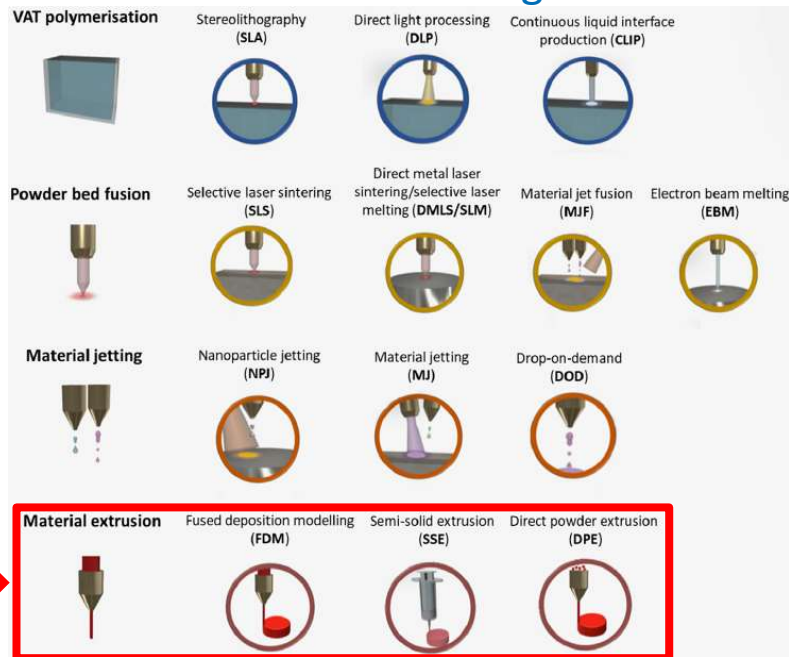 VAT polymerisation
Stereolithography
(SLA)
Direct light processing
(DLP)
Continuous liquid interface
production (CLIP)
Powder bed fusion
Selective laser sintering
(SLS)
Direct metal laser
sintering/selective laser
melting (DMLS/SLM)
Material jet fusion
(MJF)
Electron beam melting
(EBM)
Material jetting
Nanoparticle jetting
(NPJ)
Material jetting
(MJ)
Drop-on-demand
(DOD)
Material extrusion
Fused deposition modelling
(FDM)
Semi-solid extrusion
(SSE)
Direct powder extrusion
(DPE)